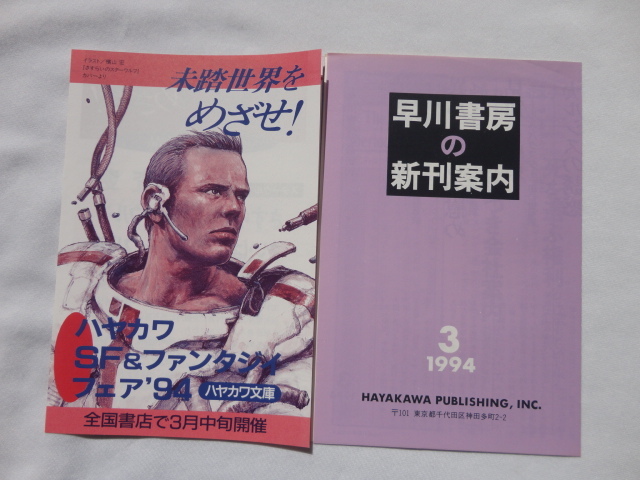 未踏世界を
めざせ!
ハヤカワ
SF&ファンタジイ
フェア'94 ハヤカワ文庫
全国書店で3月中旬開催
早川書房
の
新刊案内
3
1994
HAYAKAWA PUBLISHING, INC.
〒101 東京都千代田区神田多町2-2